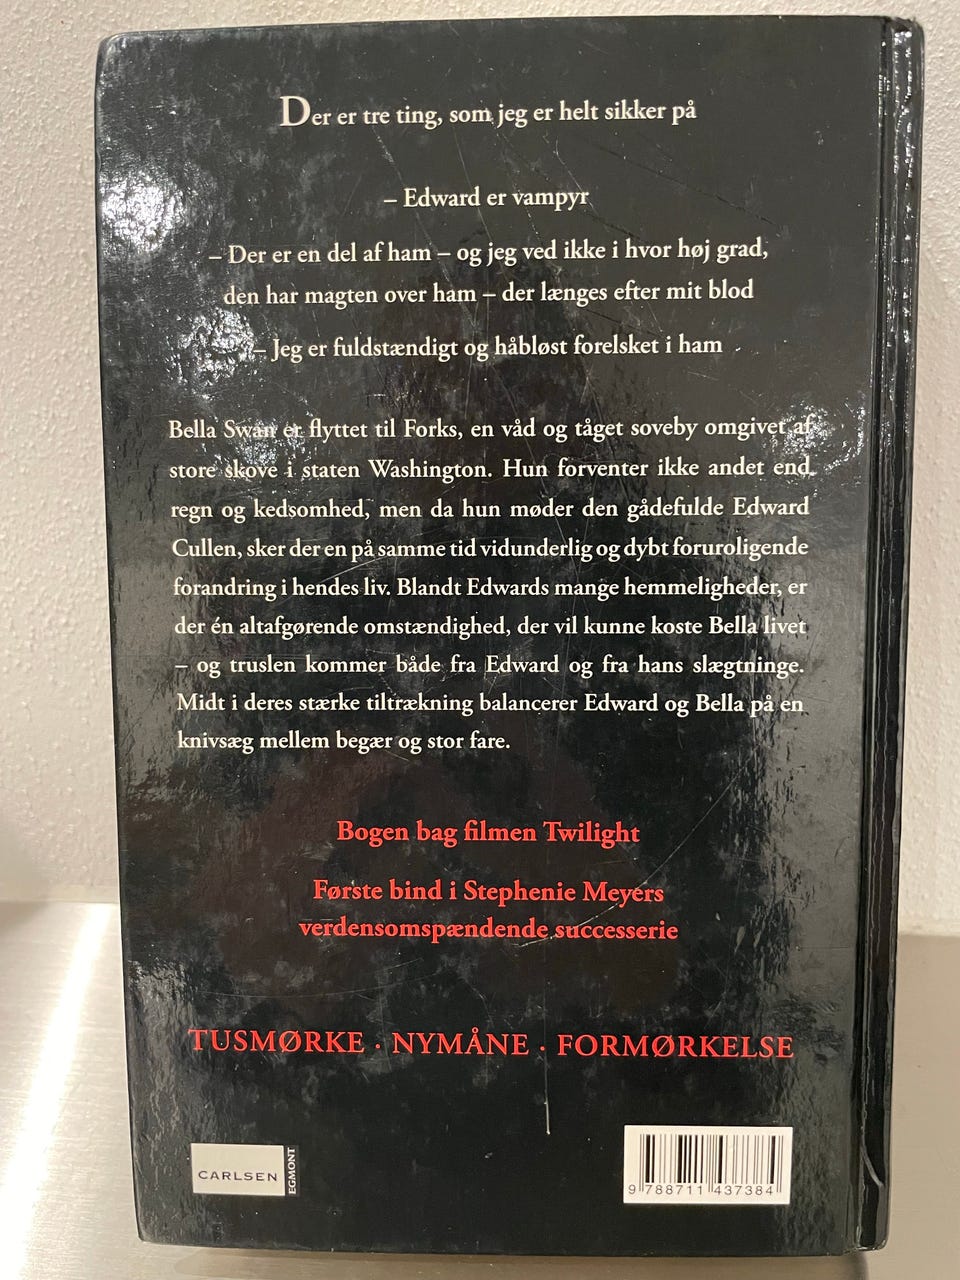 Der er tre ting, som jeg er helt sikker på
– Edward er vampyr
– Der er en del af ham – og jeg ved ikke i hvor høj grad,
den har magten over ham – der længes efter mit blod
– Jeg er fuldstændigt og håbløst forelsket i ham
Bella Swan er flyttet til Forks, en våd og tåget soveby omgivet af
store skove i staten Washington. Hun forventer ikke andet end
regn og kedsomhed, men da hun møder den gådefulde Edward
Cullen, sker der en på samme tid vidunderlig og dybt foruroligende
forandring i hendes liv. Blandt Edwards mange hemmeligheder, er
der én altafgørende omstændighed, der vil kunne koste Bella livet
– og truslen kommer både fra Edward og fra hans slægtninge.
Midt i deres stærke tiltrækning balancerer Edward og Bella på en
knivsæg mellem begær og stor fare.
Bogen bag filmen Twilight
Første bind i Stephenie Meyers
verdensomspændende successerie
TUSMØRKE · NYMÅNE · FORMØRKELSE
CARLSEN
EGMONT
9 788711 437384